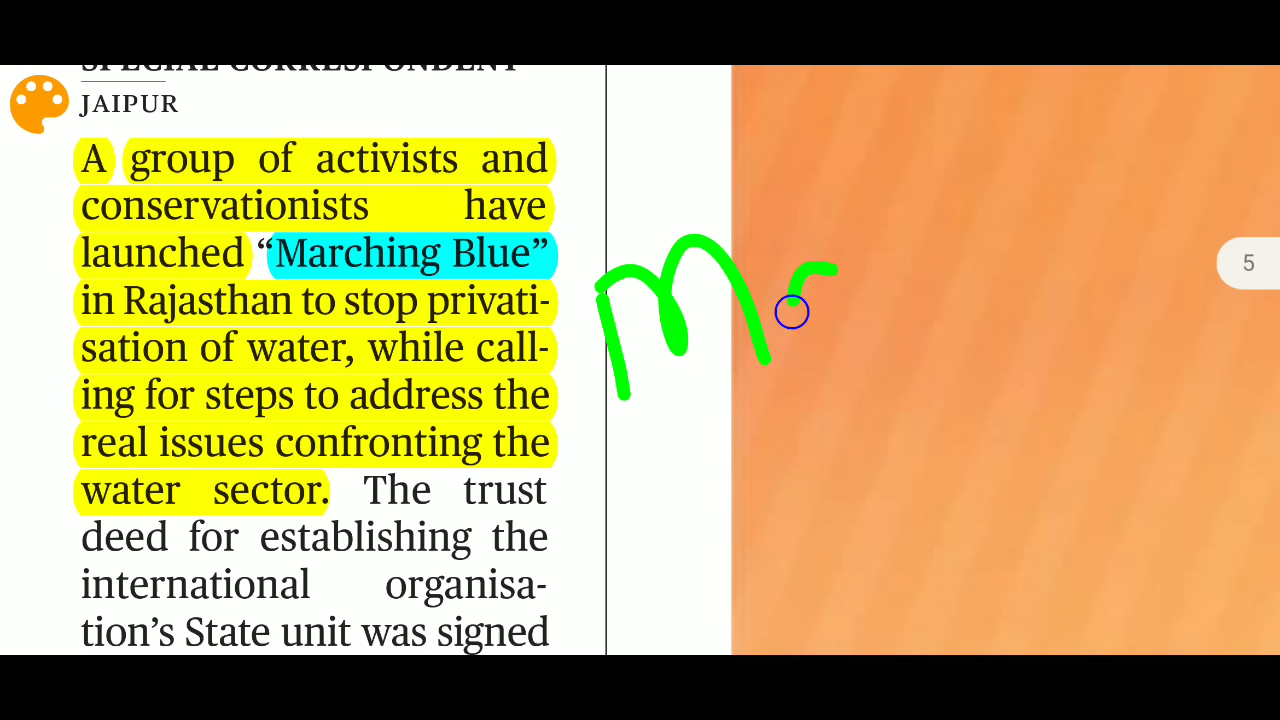 SPECIAL CORRESPONDENT
JAIPUR
A group of activists and
conservationists have
launched “Marching Blue”
in Rajasthan to stop privati-
sation of water, while call-
ing for steps to address the
real issues confronting the
water sector. The trust
deed for establishing the
international organisa-
tion’s State unit was signed
M
5